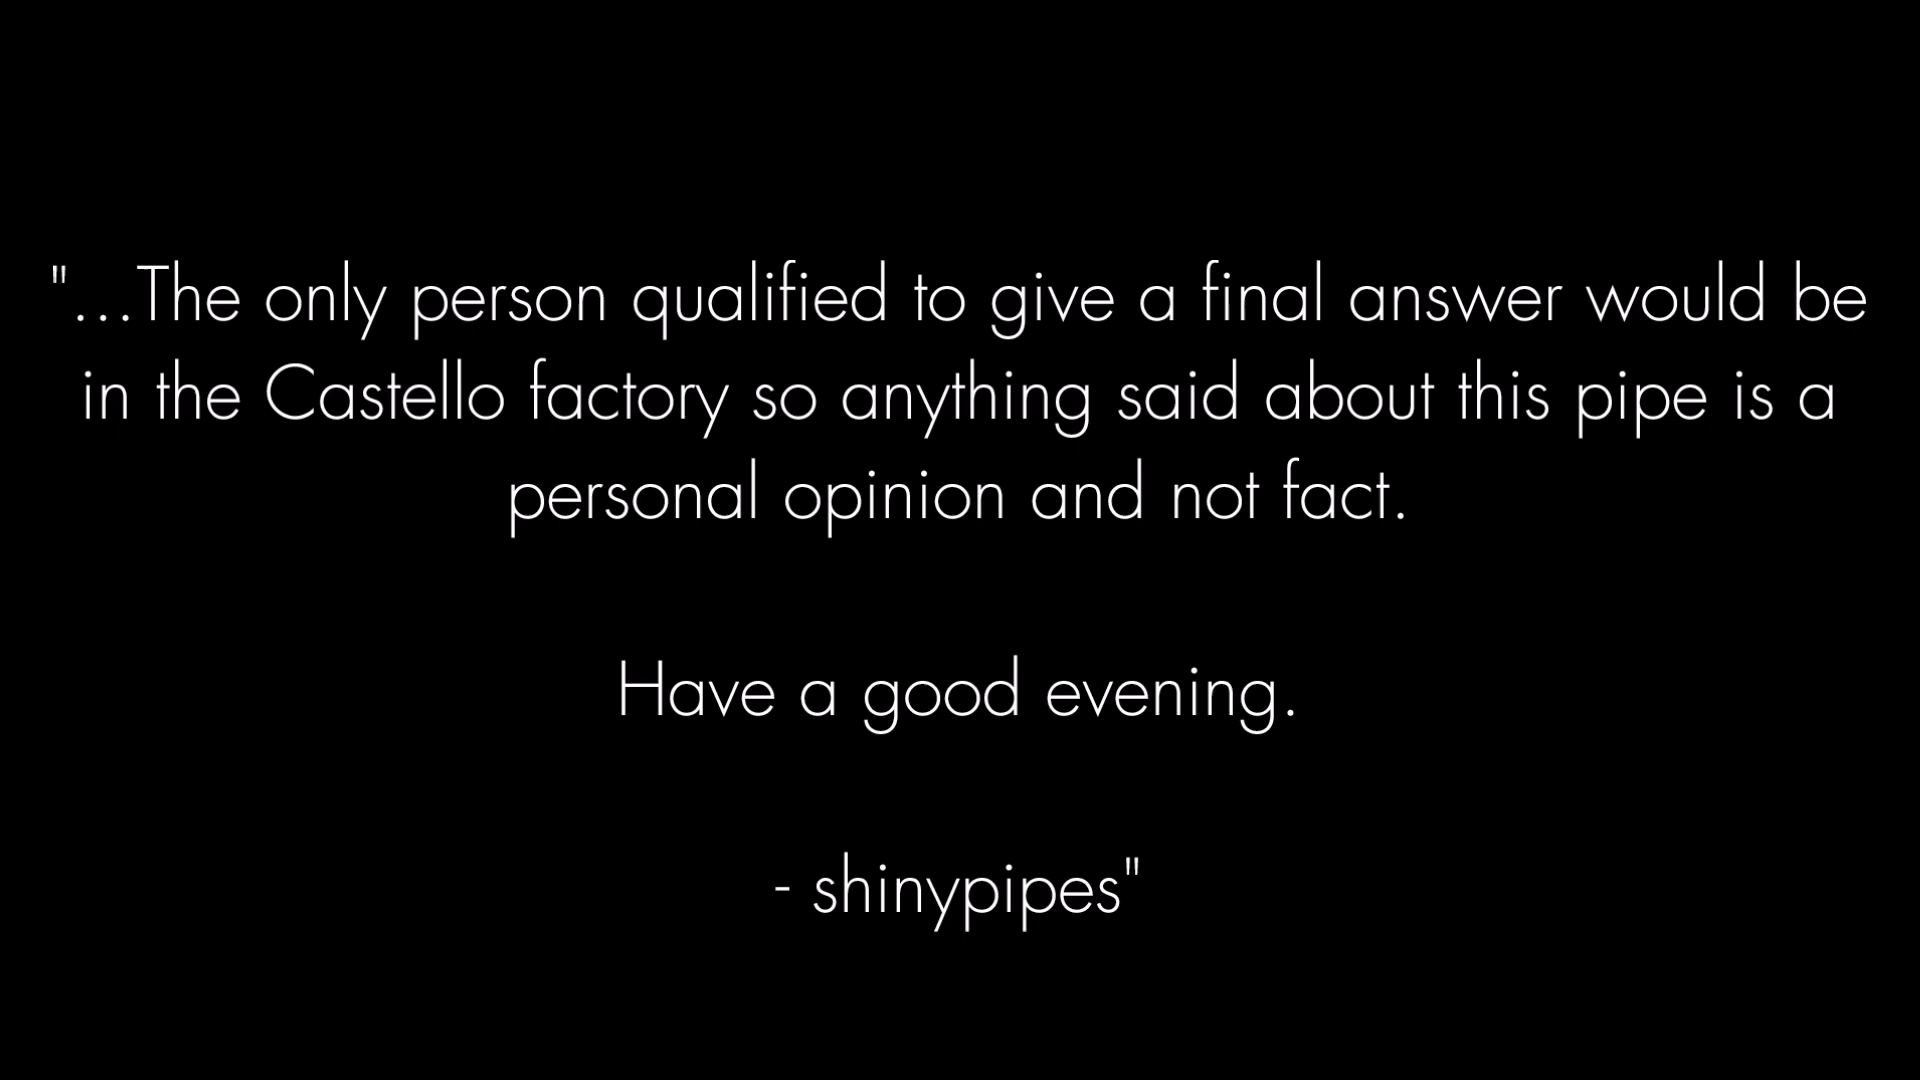 "...The only person qualified to give a final answer would be
in the Castello factory so anything said about this pipe is a
personal opinion and not fact.
Have a good evening.
- shinypipes"